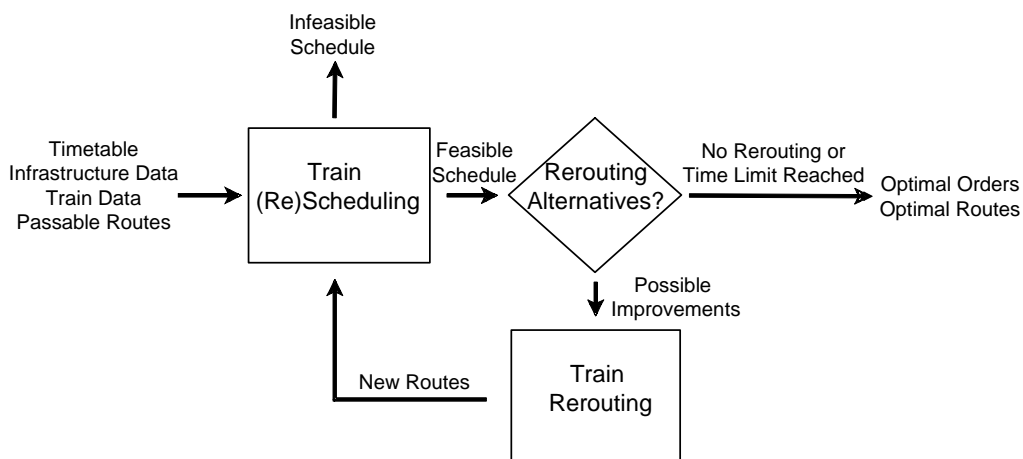 Infeasible
Schedule
Timetable
Infrastructure Data
Train Data
Passable Routes
Train
(Re)Scheduling
Feasible
Schedule
Rerouting
Alternatives?
No Rerouting or
Time Limit Reached
Optimal Orders
Optimal Routes
Possible
Improvements
New Routes
Train
Rerouting